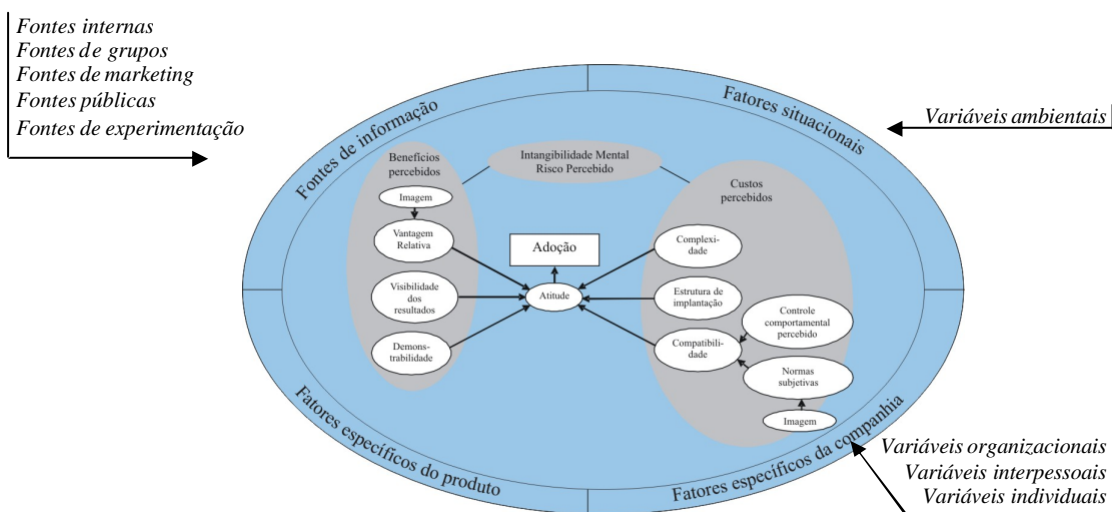 Fontes internas
Fontes de grupos
Fontes de marketing
Fontes públicas
Fontes de experimentação
Fontes de informação
Fatores situacionais
Variáveis ambientais
Benefícios
percebidos
Intangibilidade Mental
Risco Percebido
Custos
percebidos
Imagem
Vantagem
Relativa
Visibilidade
dos
resultados
Demons-
trabilidade
Adoção
Atitude
Complexi-
dade
Estrutura de
implantação
Compatibili-
dade
Controle
comportamental
percebido
Normas
subjetivas
Imagem
Fatores específicos do produto
Fatores específicos da companhia
Variáveis organizacionais
Variáveis interpessoais
Variáveis individuais